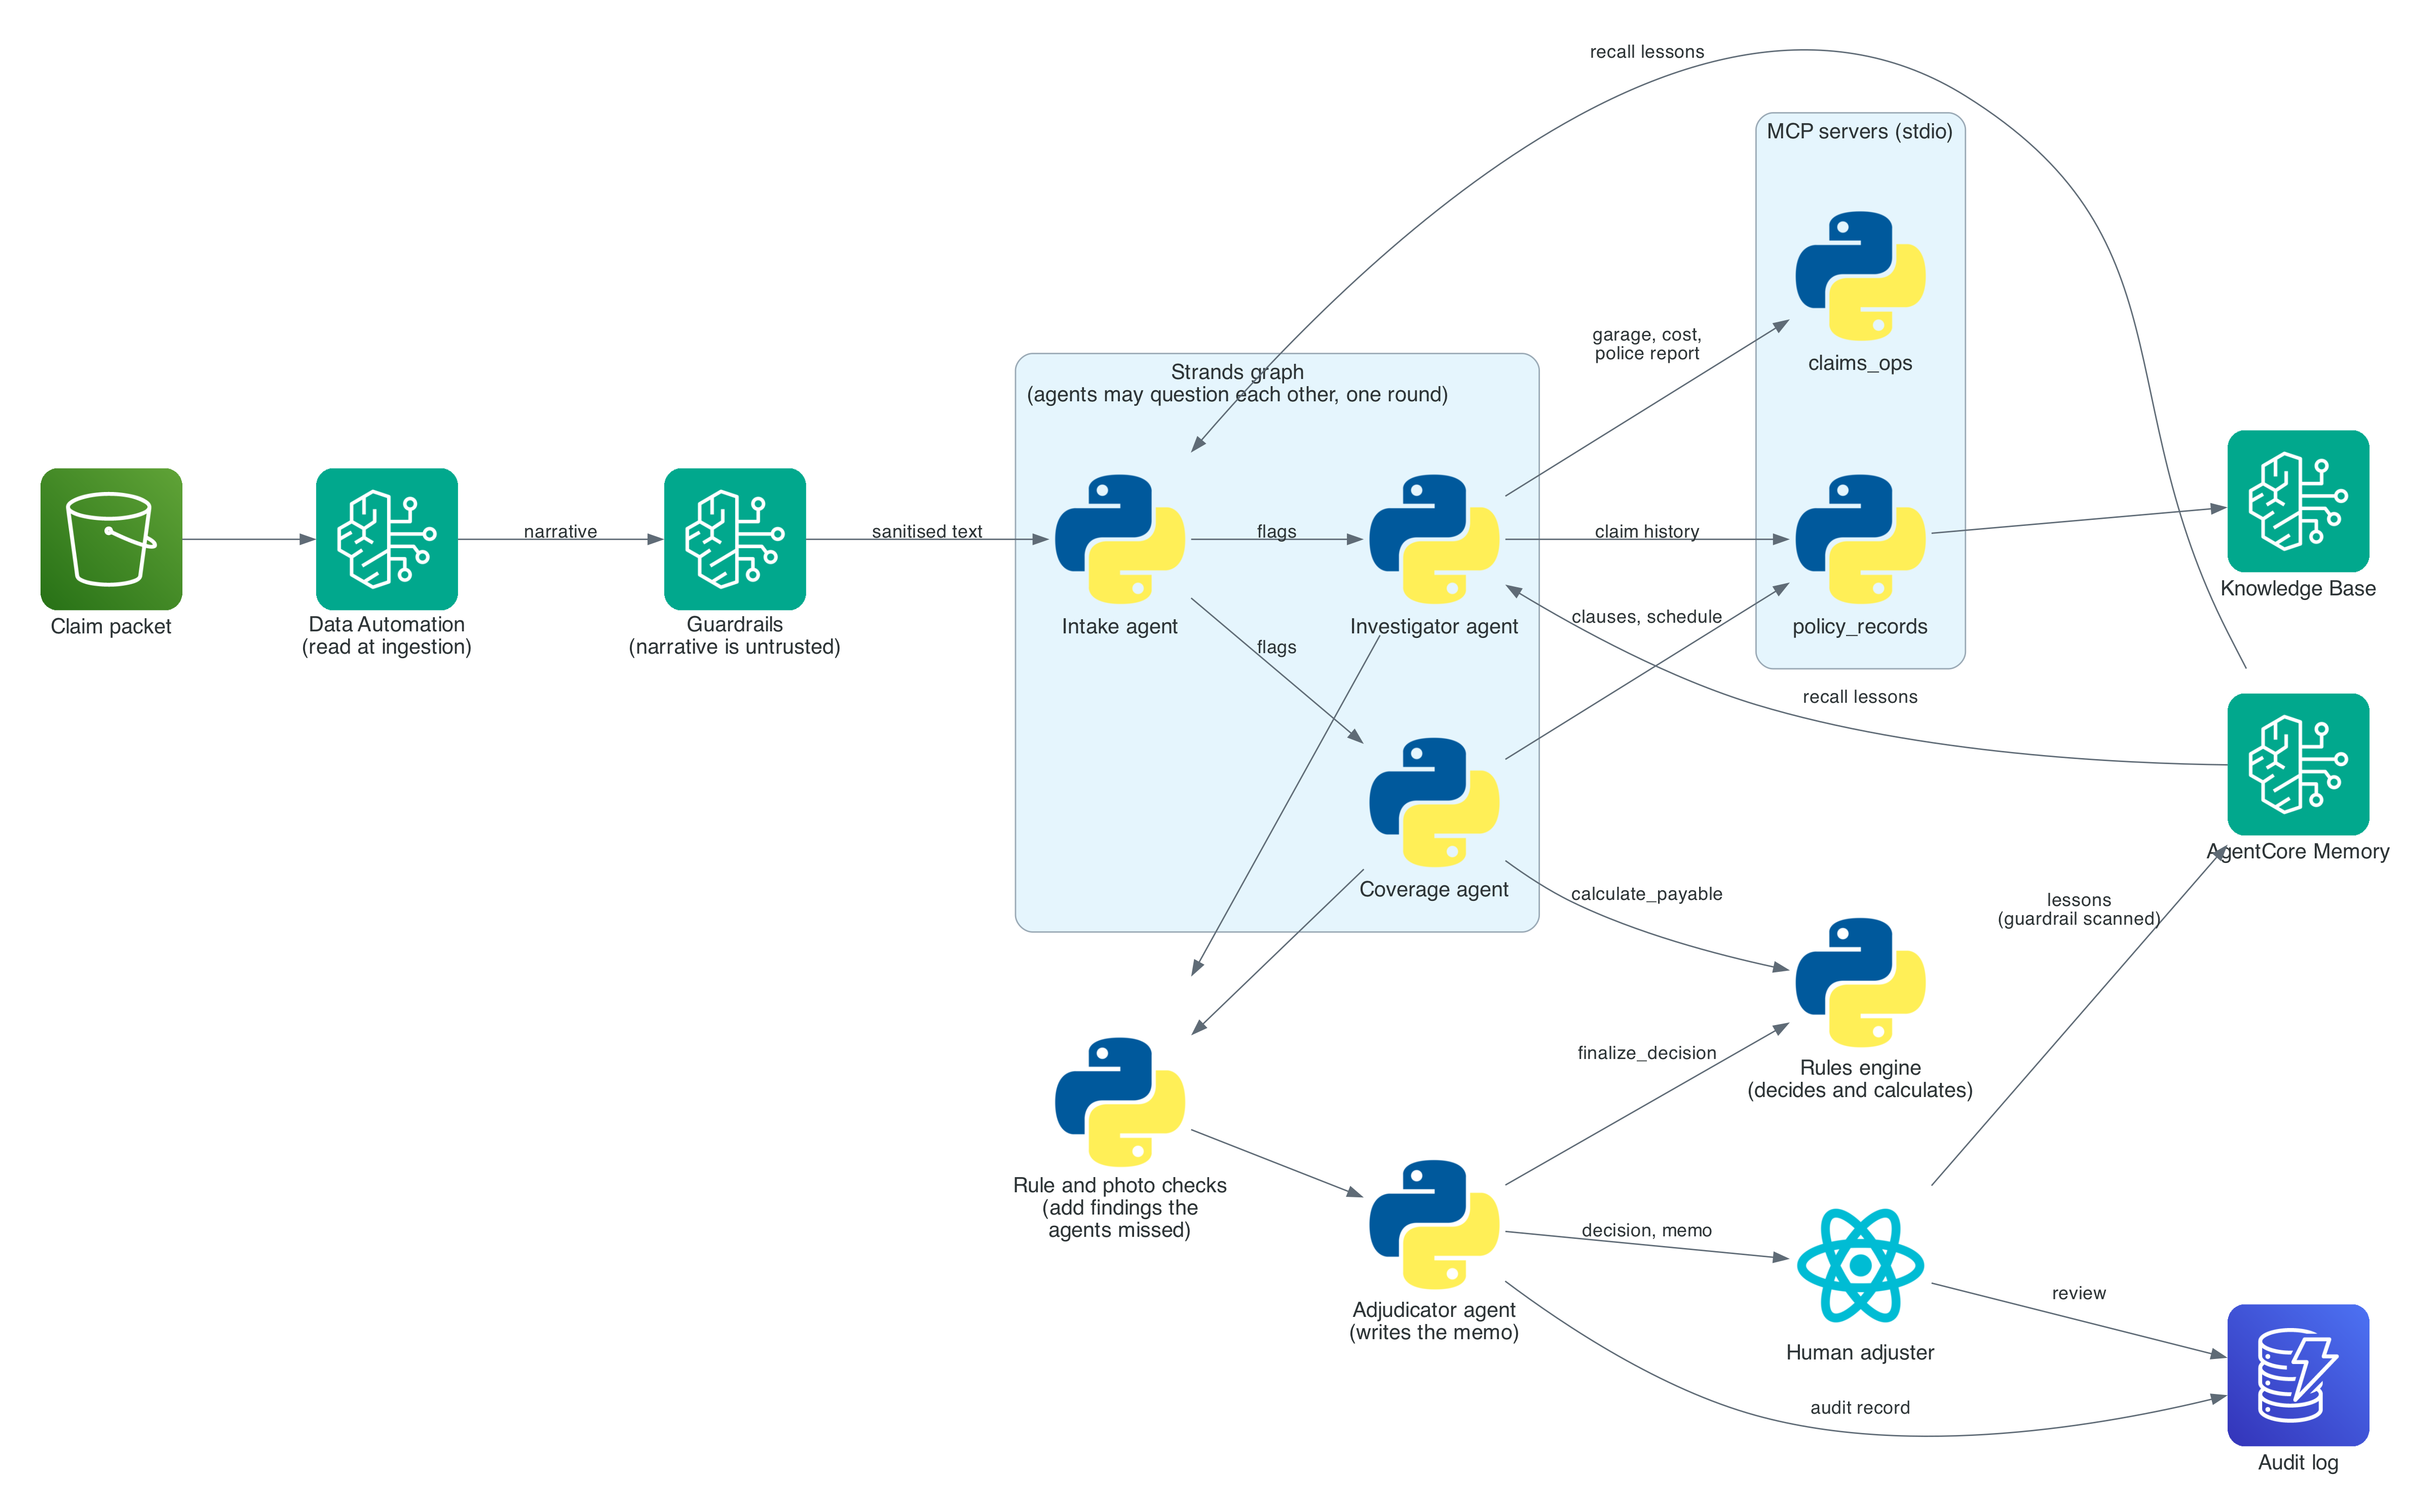 recall lessons
MCP servers (stdio)
garage, cost,
police report
claims_ops
Strands graph
(agents may question each other, one round)
Claim packet
Data Automation
(read at ingestion)
narrative
Guardrails
(narrative is untrusted)
sanitised text
Intake agent
flags
flags
Investigator agent
claim history
clauses, schedule
policy_records
Knowledge Base
recall lessons
AgentCore Memory
Coverage agent
calculate_payable
lessons
(guardrail scanned)
finalize_decision
Rules engine
(decides and calculates)
Rule and photo checks
(add findings the
agents missed)
decision, memo
Adjudicator agent
(writes the memo)
Human adjuster
review
audit record
Audit log